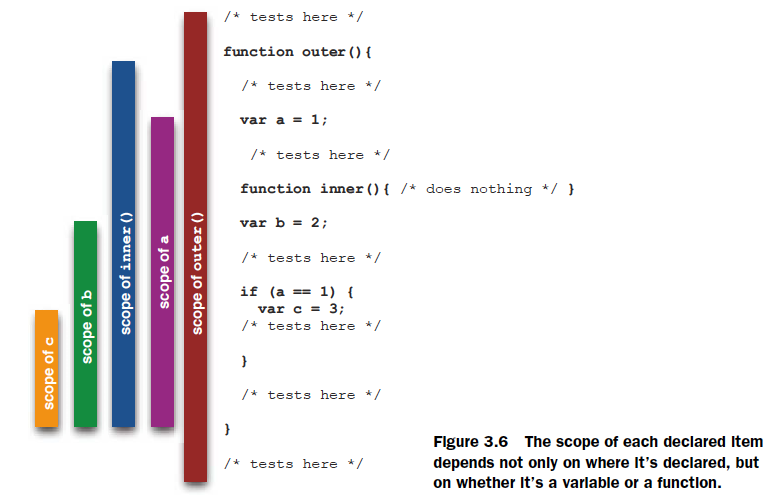 /* tests here */
function outer(){
/* tests here */
var a = 1;
/* tests here */
function inner(){ /* does nothing */ }
var b = 2;
/* tests here */
if (a == 1) {
var c = 3;
/* tests here */
}
/* tests here */
}
/* tests here */
scope of c
scope of b
scope of inner()
scope of a
scope of outer()
Figure 3.6 The scope of each declared item
depends not only on where it's declared, but
on whether it's a variable or a function.